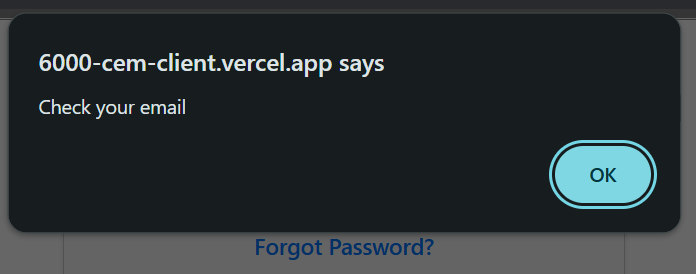 6000-cem-client.vercel.app says
Check your email
OK
Forgot Password?